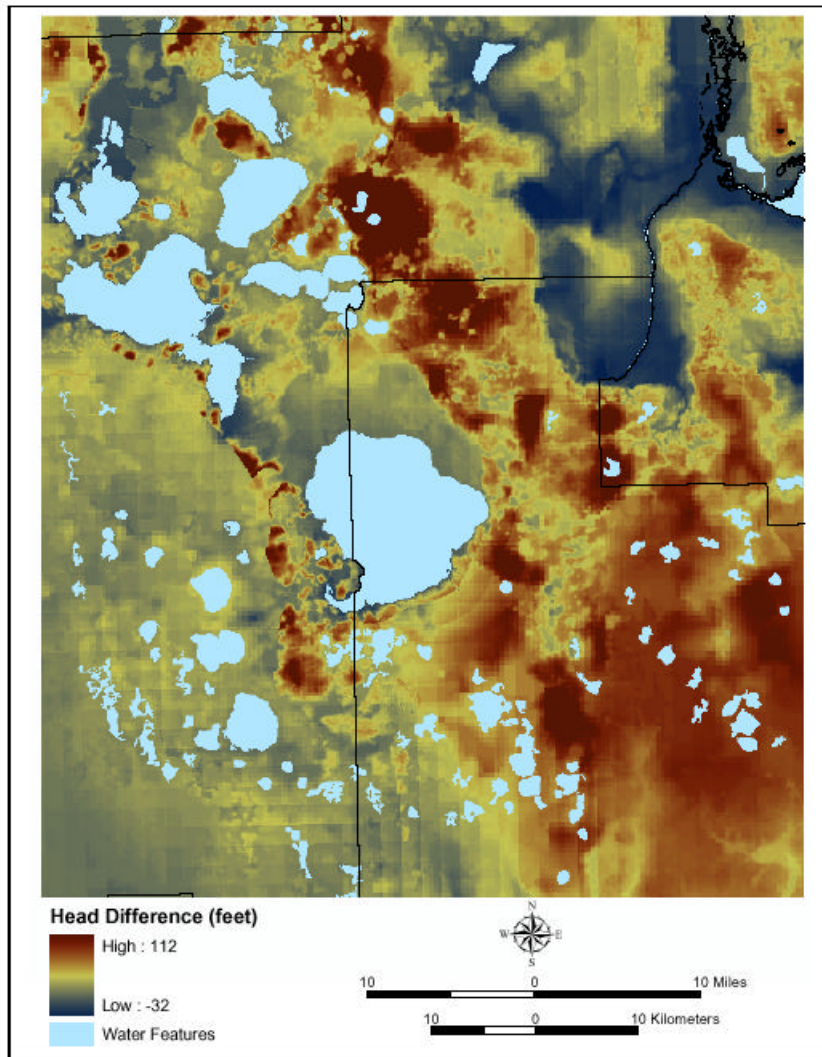 Head Difference (feet)
High : 112
Low : -32
Water Features
N
W E
S
10 0 10 Miles
10 0 10 Kilometers